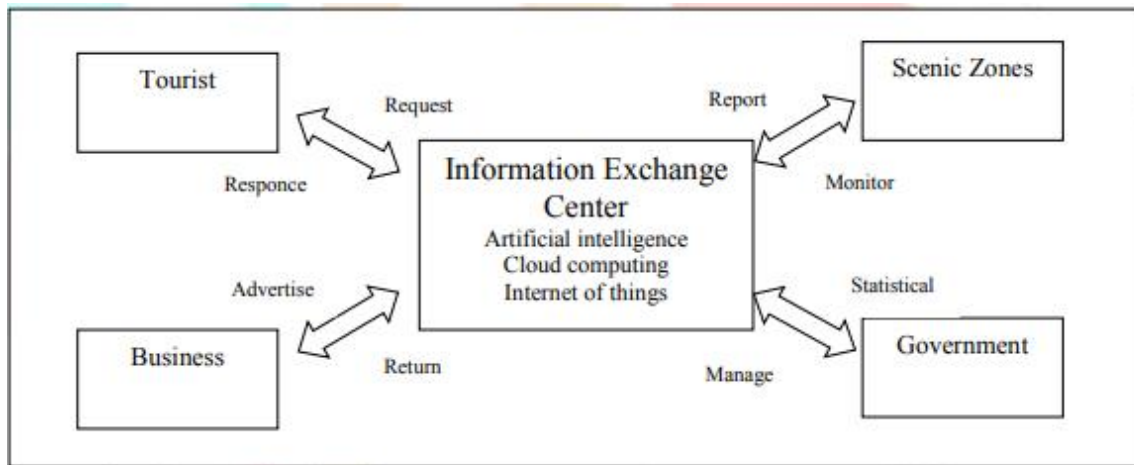 Tourist
Scenic Zones
Request
Report
Information Exchange
Center
Artificial intelligence
Cloud computing
Internet of things
Responce
Monitor
Advertise
Statistical
Business
Return
Manage
Government